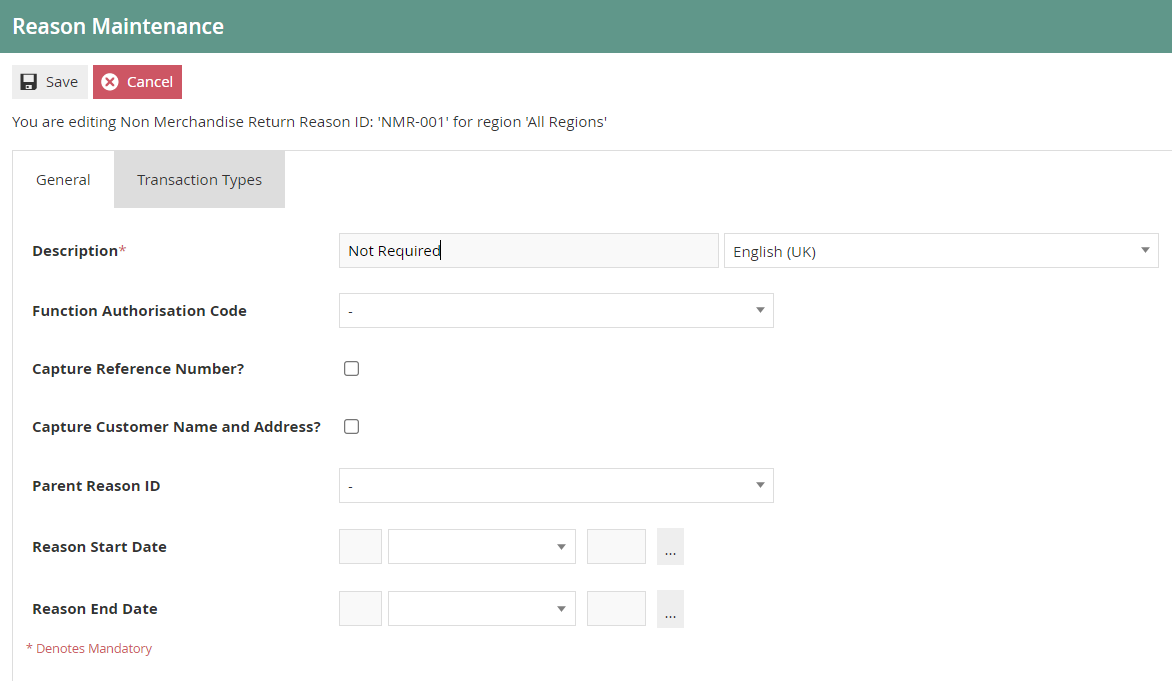 Reason Maintenance
Save Cancel
You are editing Non Merchandise Return Reason ID: 'NMR-001' for region 'All Regions'
General Transaction Types
Description* Not Required English (UK)
Function Authorisation Code -
Capture Reference Number?
Capture Customer Name and Address?
Parent Reason ID -
Reason Start Date ...
Reason End Date ...
* Denotes Mandatory